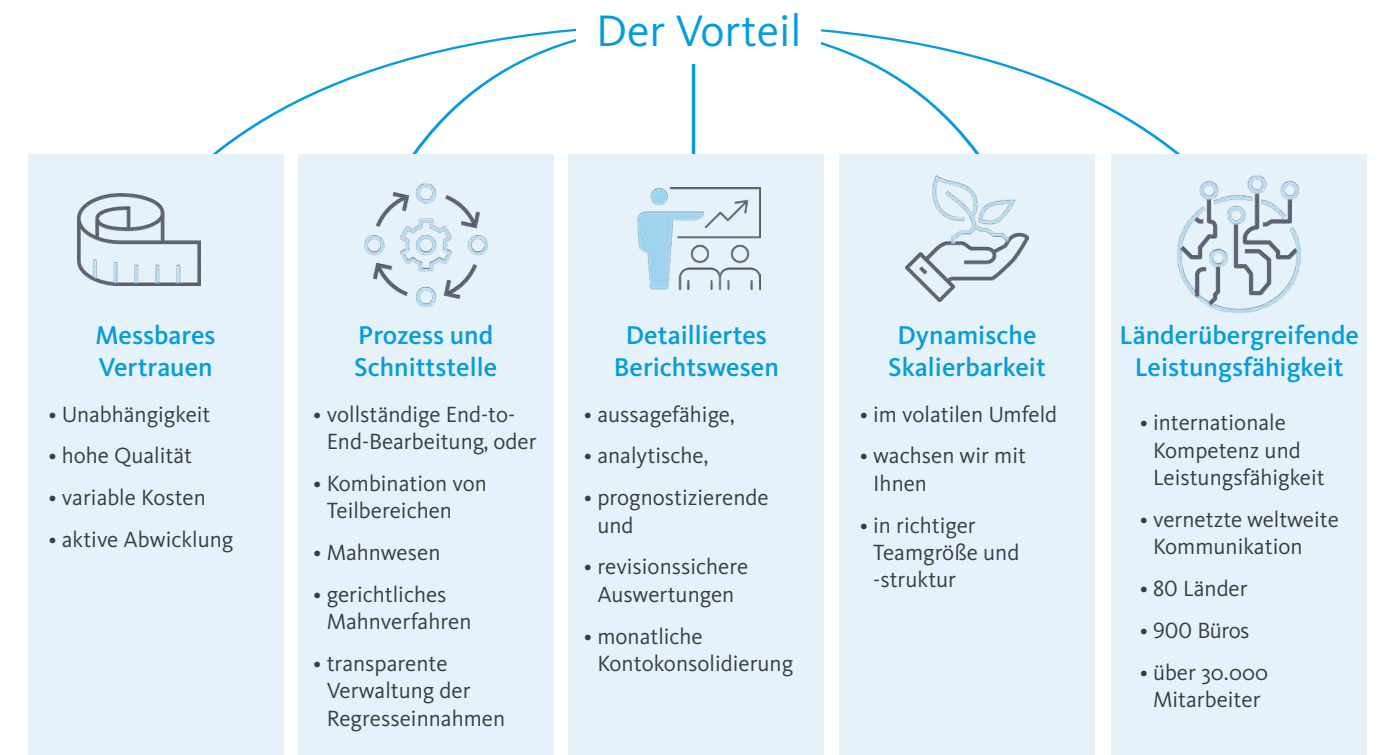 Der Vorteil
Messbares
Vertrauen
• Unabhängigkeit
• hohe Qualität
• variable Kosten
• aktive Abwicklung
Prozess und
Schnittstelle
• vollständige End-to-
End-Bearbeitung, oder
• Kombination von
Teilbereichen
• Mahnwesen
• gerichtliches
Mahnverfahren
• transparente
Verwaltung der
Regresseinnahmen
Detailliertes
Berichtswesen
• aussagefähige,
• analytische,
• prognostizierende
und
• revisionssichere
Auswertungen
• monatliche
Kontokonsolidierung
Dynamische
Skalierbarkeit
• im volatilen Umfeld
• wachsen wir mit
Ihnen
• in richtiger
Teamgröße und
-struktur
Länderübergreifende
Leistungsfähigkeit
• internationale
Kompetenz und
Leistungsfähigkeit
• vernetzte weltweite
Kommunikation
• 80 Länder
• 900 Büros
• über 30.000
Mitarbeiter